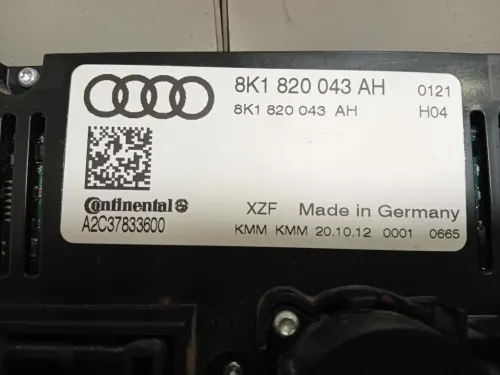 8K1 820 043 AH 0121
8K1 820 043 AH H04
Continental
A2C37833600
XZF Made in Germany
KMM KMM 20.10.12 0001 0665